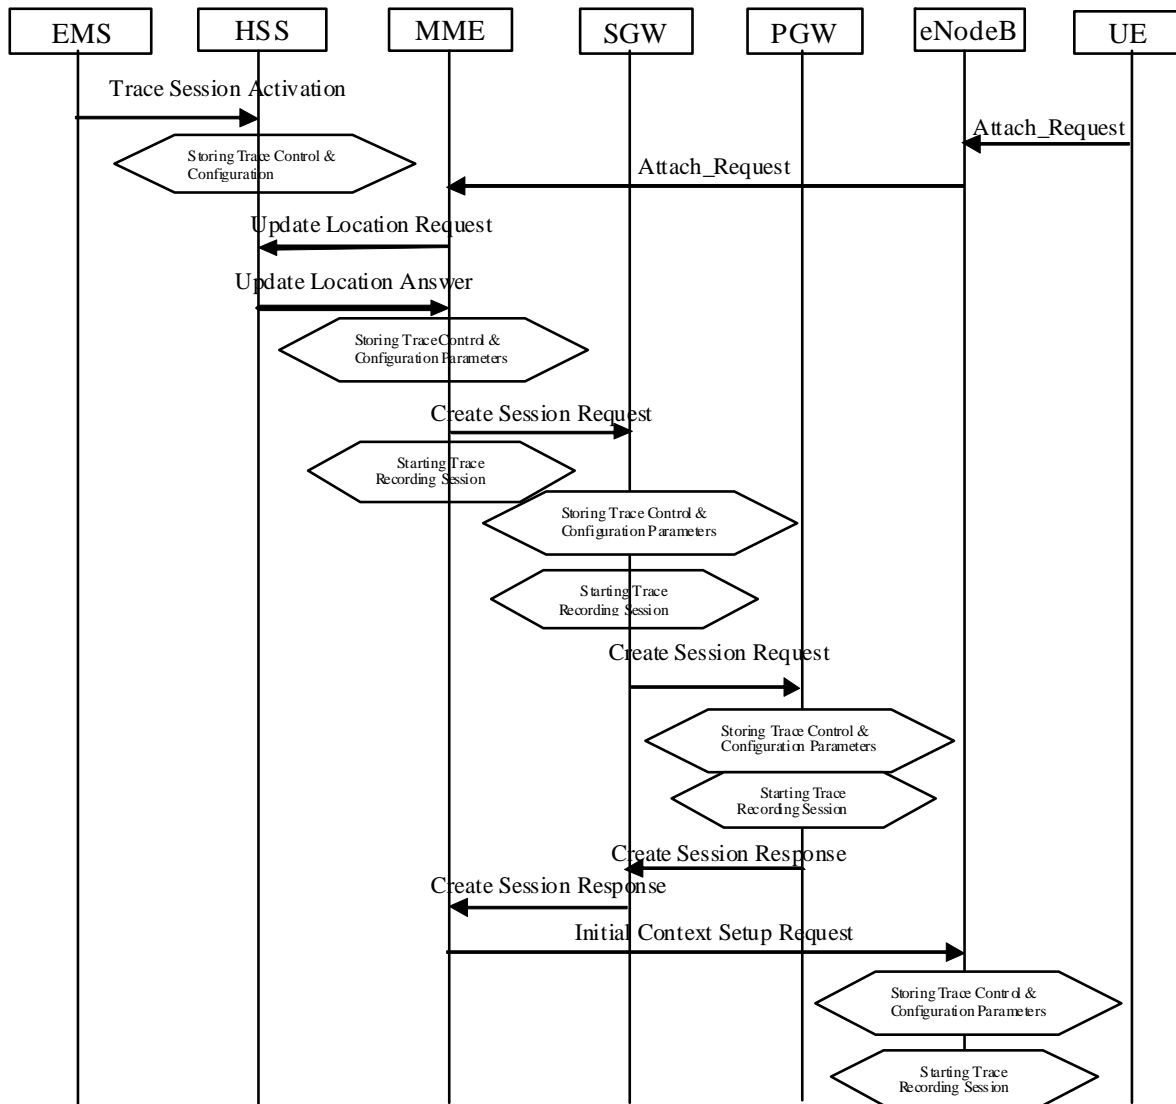 EMS
HSS
MME
SGW
PGW
eNodeB
UE
Trace Session Activation
Attach_Request
Storing Trace Control &
Configuration
Attach_Request
Update Location Request
Update Location Answer
Storing Trace Control &
Configuration Parameters
Create Session Request
Starting Trace
Recording Session
Storing Trace Control &
Configuration Parameters
Starting Trace
Recording Session
Create Session Request
Storing Trace Control &
Configuration Parameters
Starting Trace
Recording Session
Create Session Response
Create Session Response
Initial Context Setup Request
Storing Trace Control &
Configuration Parameters
Starting Trace
Recording Session